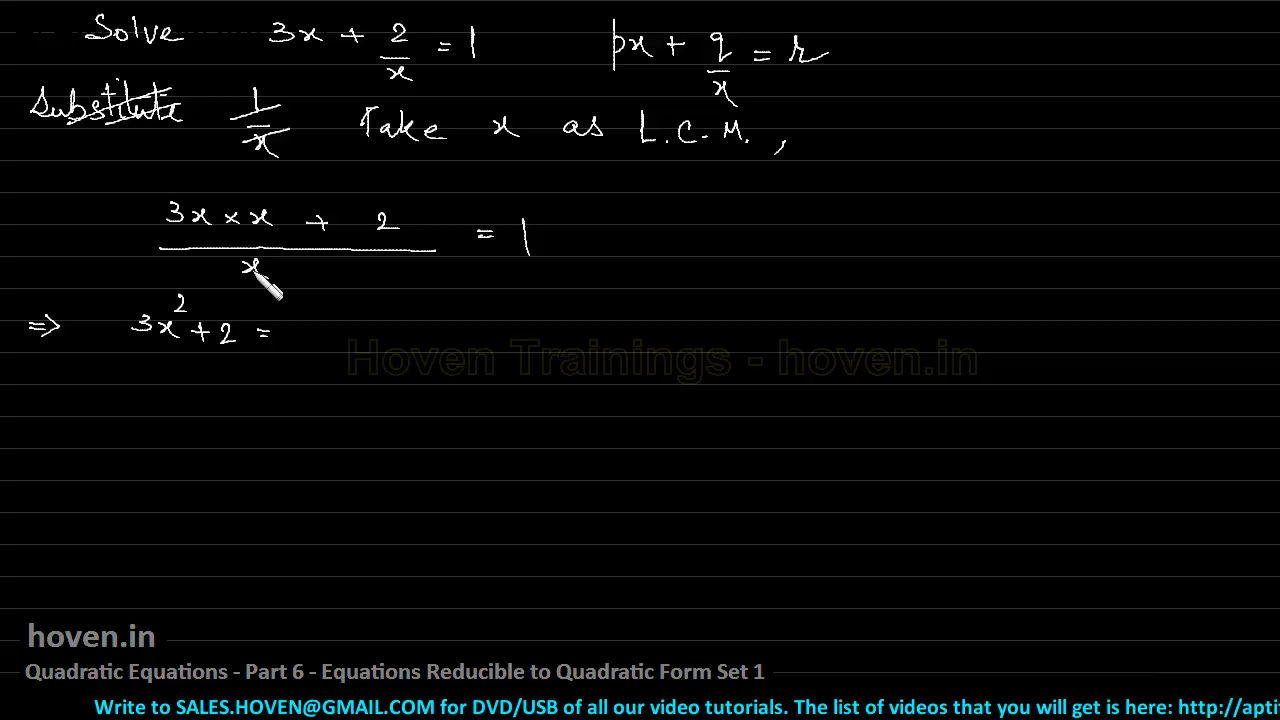 Solve 3x + 2/x = 1 px + q/x = r
Substitute 1/x Take x as L.C.M.,
3x × x + 2 / x = 1
⇒ 3x² + 2 =
Hoven Trainings - hoven.in
hoven.in
Quadratic Equations - Part 6 - Equations Reducible to Quadratic Form Set 1
Write to SALES.HOVEN@GMAIL.COM for DVD/USB of all our video tutorials. The list of videos that you will get is here: http://apti